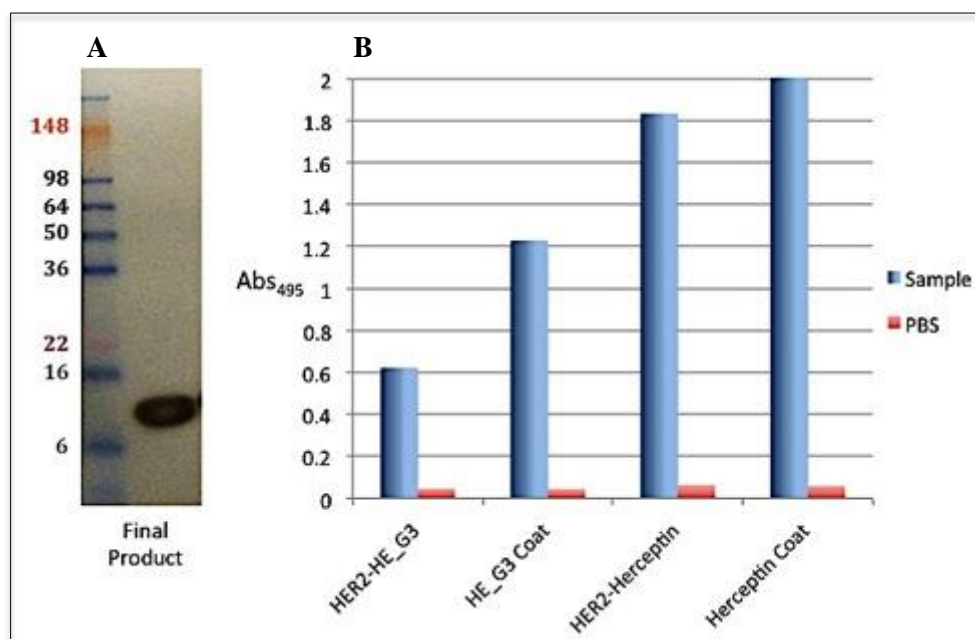 A
148
98
64
50
36
22
16
6
Final
Product
B
Abs495
2
1.8
1.6
1.4
1.2
1
0.8
0.6
0.4
0.2
0
HER2-HE_G3
HE_G3 Coat
HER2-Herceptin
Herceptin Coat
Sample
PBS